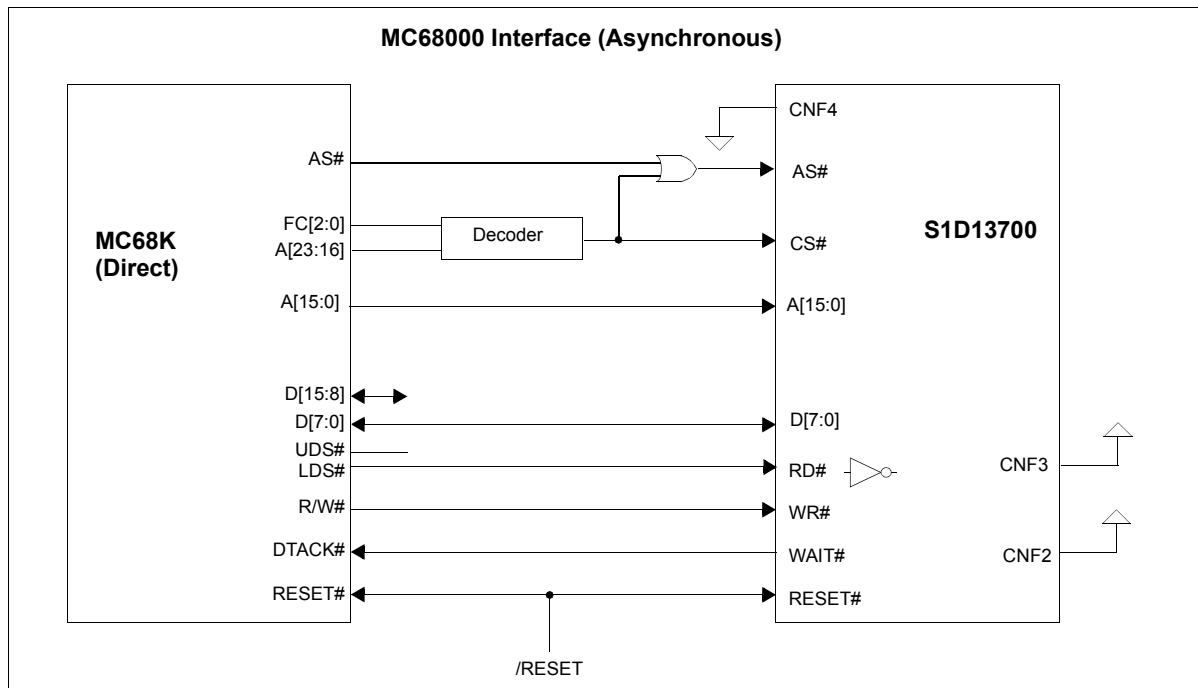 MC68000 Interface (Asynchronous)
CNF4
AS#
AS#
FC[2:0]
Decoder
S1D13700
MC68K
(Direct)
A[23:16]
CS#
A[15:0]
A[15:0]
D[15:8]
D[7:0]
D[7:0]
UDS#
LDS#
RD#
CNF3
R/W#
WR#
DTACK#
WAIT#
CNF2
RESET#
RESET#
/RESET